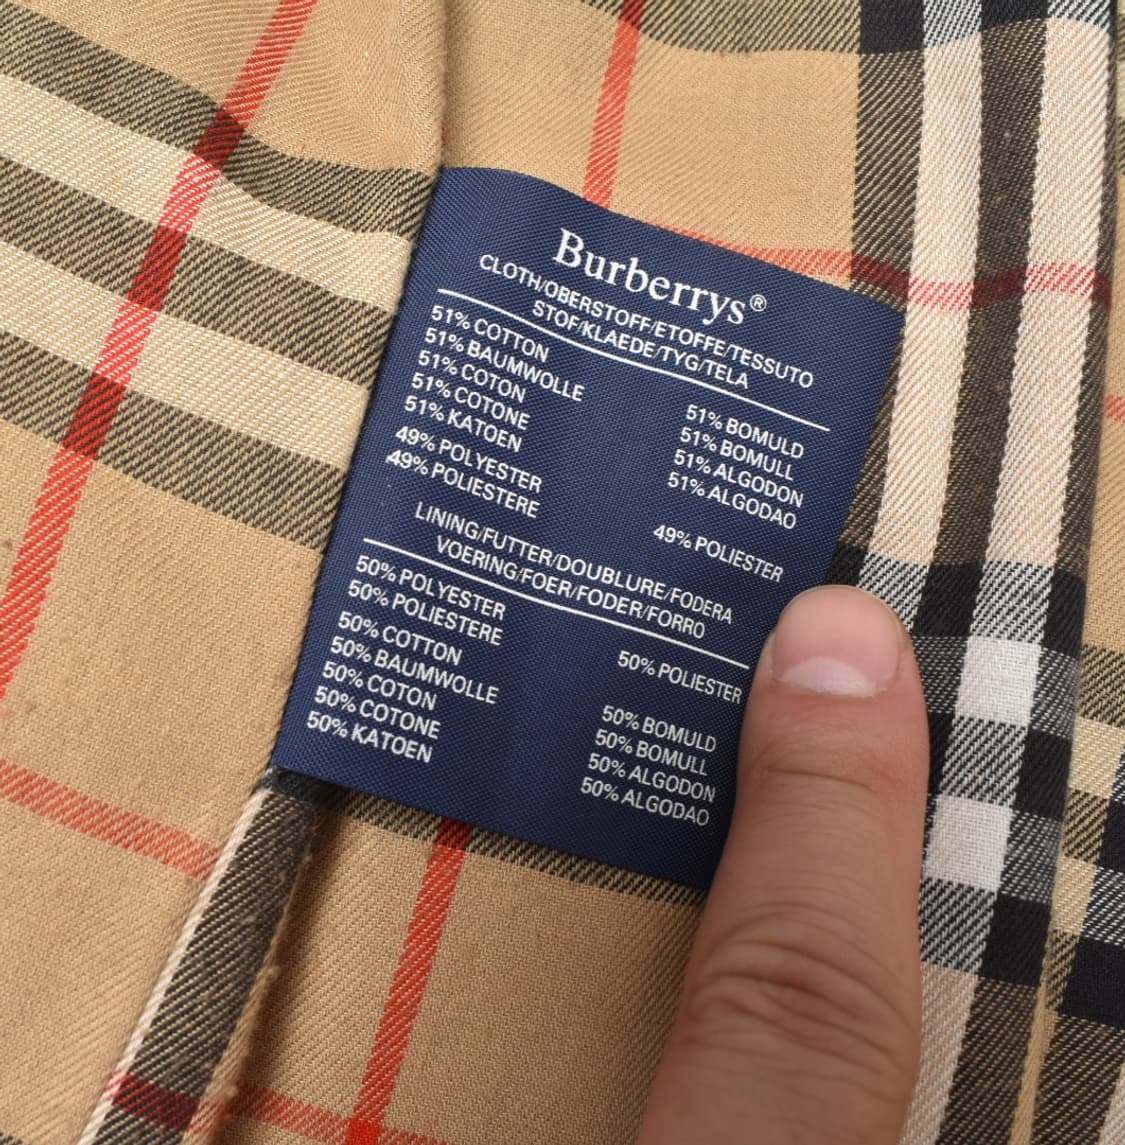 Burberrys®
CLOTH/OBERSTOFF/ETOFFE/TESSUTO
STOF/KLAEDE/TYG/TELA
51% COTTON
51% BAUMWOLLE
51% COTON
51% COTONE
51% KATOEN
51% BOMULD
51% BOMULL
51% ALGODON
51% ALGODAO
49% POLYESTER
49% POLIESTERE
49% POLIESTER
LINING/FUTTER/DOUBLURE/FODERA
VOERING/FOER/FODER/FORRO
50% POLYESTER
50% POLIESTERE
50% POLIESTER
50% COTTON
50% BAUMWOLLE
50% COTON
50% COTONE
50% KATOEN
50% BOMULD
50% BOMULL
50% ALGODON
50% ALGODAO